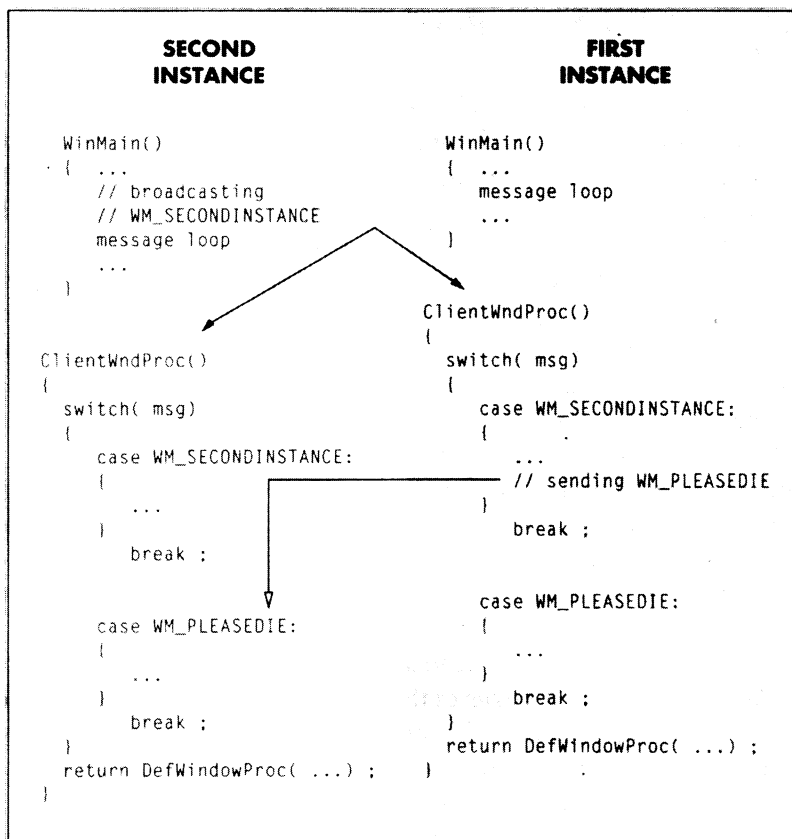 SECOND
INSTANCE
WinMain()
{ ...
// broadcasting
// WM_SECONDINSTANCE
message loop
...
}
ClientWndProc()
{
switch( msg)
{
case WM_SECONDINSTANCE:
{
...
}
break ;
case WM_PLEASEDIE:
{
...
}
break ;
}
return DefWindowProc( ...) ;
}
FIRST
INSTANCE
WinMain()
{ ...
message loop
...
}
ClientWndProc()
{
switch( msg)
{
case WM_SECONDINSTANCE:
{
...
// sending WM_PLEASEDIE
}
break ;
case WM_PLEASEDIE:
{
...
}
break ;
}
return DefWindowProc( ...) ;
}